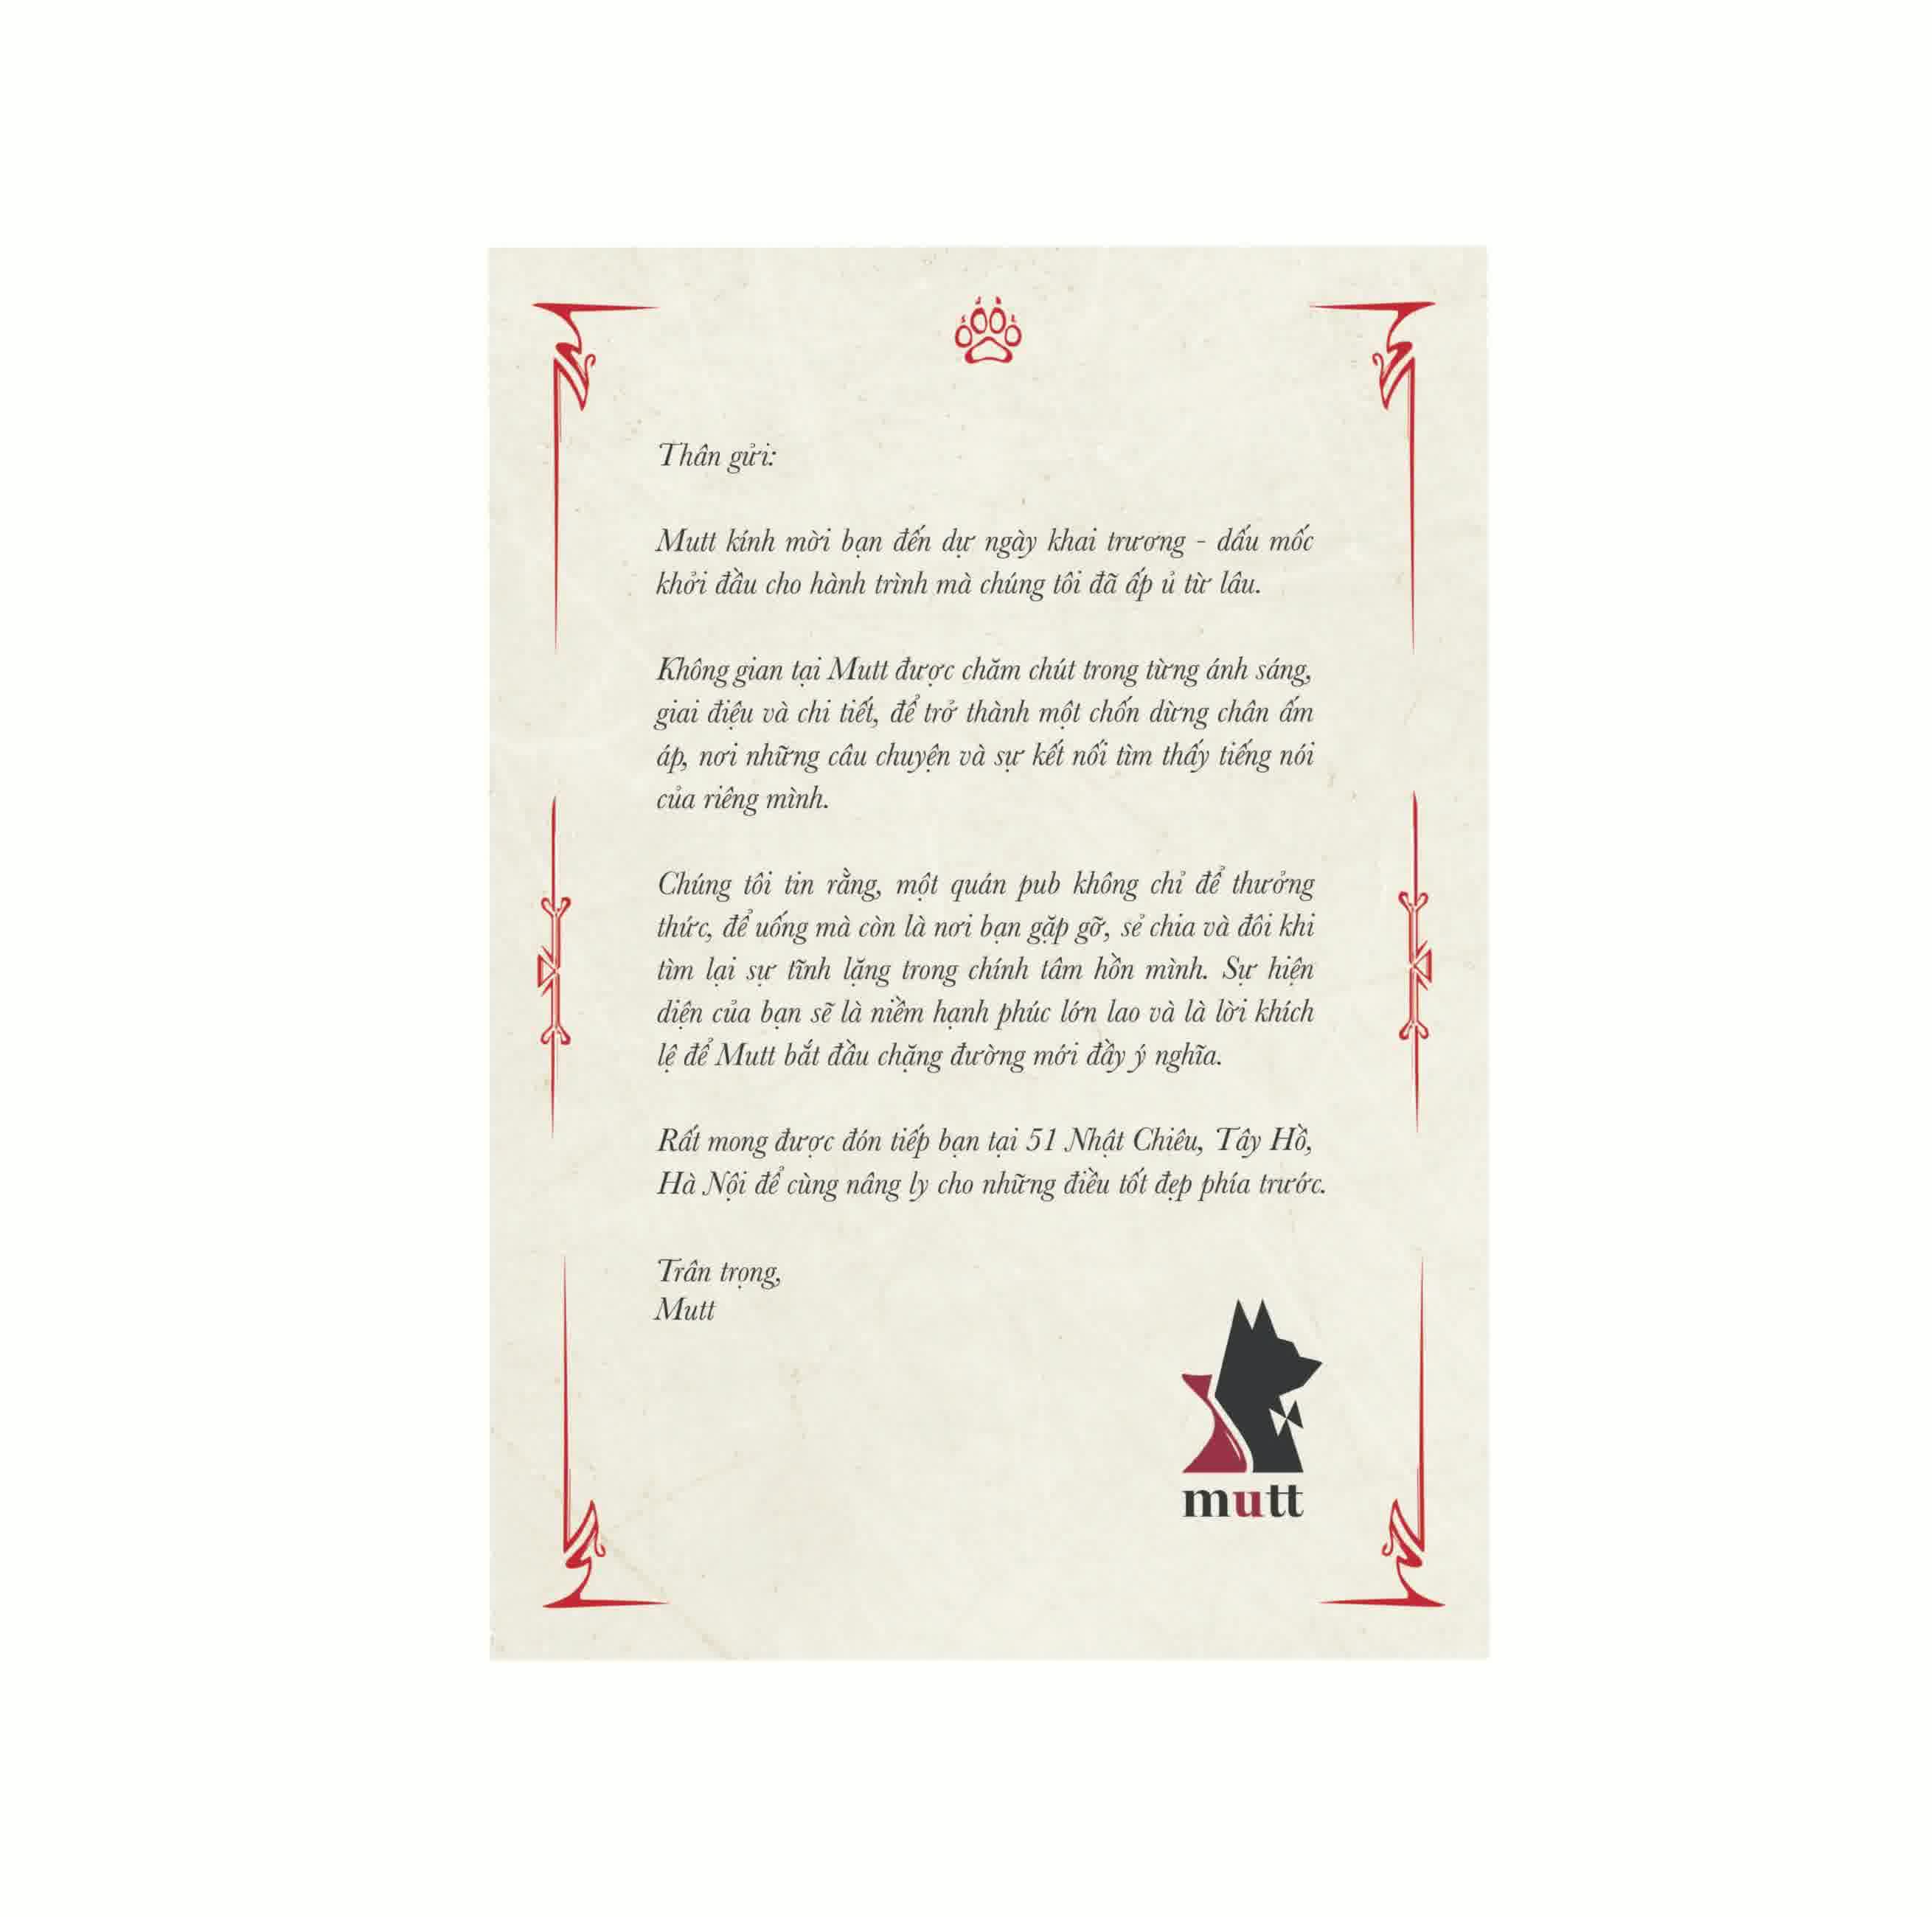 Thân gửi:
Mutt kính mời bạn đến dự ngày khai trương - dấu mốc
khởi đầu cho hành trình mà chúng tôi đã ấp ủ từ lâu.
Không gian tại Mutt được chăm chút trong từng ánh sáng,
giai điệu và chi tiết, để trở thành một chốn dừng chân ấm
áp, nơi những câu chuyện và sự kết nối tìm thấy tiếng nói
của riêng mình.
Chúng tôi tin rằng, một quán pub không chỉ để thưởng
thức, để uống mà còn là nơi bạn gặp gỡ, sẻ chia và đôi khi
tìm lại sự tĩnh lặng trong chính tâm hồn mình. Sự hiện
diện của bạn sẽ là niềm hạnh phúc lớn lao và là lời khích
lệ để Mutt bắt đầu chặng đường mới đầy ý nghĩa.
Rất mong được đón tiếp bạn tại 51 Nhật Chiêu, Tây Hồ,
Hà Nội để cùng nâng ly cho những điều tốt đẹp phía trước.
Trân trọng,
Mutt
mutt